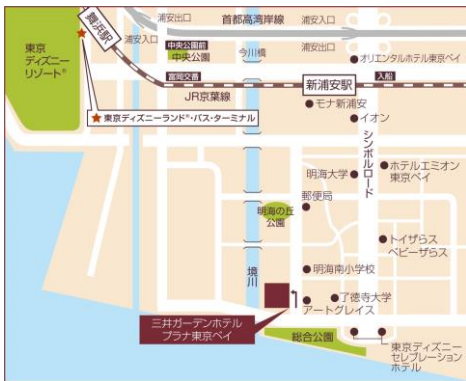 舞浜駅
浦安出口
首都高湾岸線
浦安入口
浦安入口
浦安出口
東京
ディズニー
リゾート®
中央公園前
中央公園
今川橋
オリエンタルホテル東京ベイ
富岡交番
新浦安駅
入船
JR京葉線
モナ新浦安
★東京ディズニーランド®・バス・ターミナル
イオン
シンボルロード
明海大学
ホテルエミオン
東京ベイ
郵便局
明海の丘
公園
トイザらス
ベビーザらス
境川
明海南小学校
了徳寺大学
アートグレイス
三井ガーデンホテル
プラナ東京ベイ
総合公園
東京ディズニー
セレブレーション
ホテル